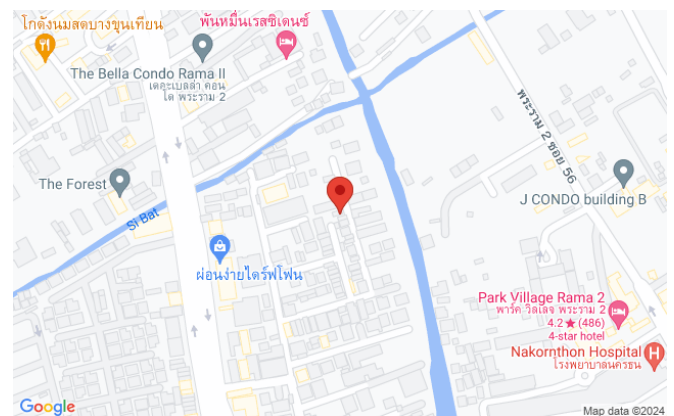 โกดังนมสดบางขุนเทียน
พันหมื่นเรสซิเดนซ์
The Bella Condo Rama II
เดอะเบลล่า คอน
โด พระราม 2
พระราม 2 ซอย 56
The Forest
J CONDO building B
Si Bat
ผ่อนง่ายไดร์ฟโฟน
Park Village Rama 2
พาร์ค วิลเลจ พระราม 2
4.2★(486)
4-star hotel
Nakornthon Hospital
H
โรงพยาบาลนครธน
Google
Map data ©2024